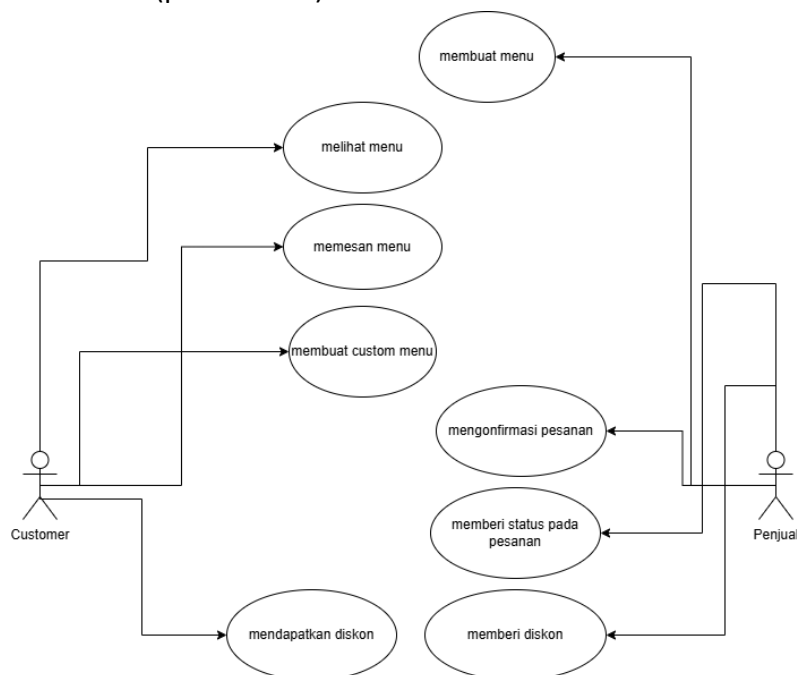 membuat menu
melihat menu
memesan menu
membuat custom menu
mengonfirmasi pesanan
memberi status pada
pesanan
Customer
Penjual
mendapatkan diskon
memberi diskon